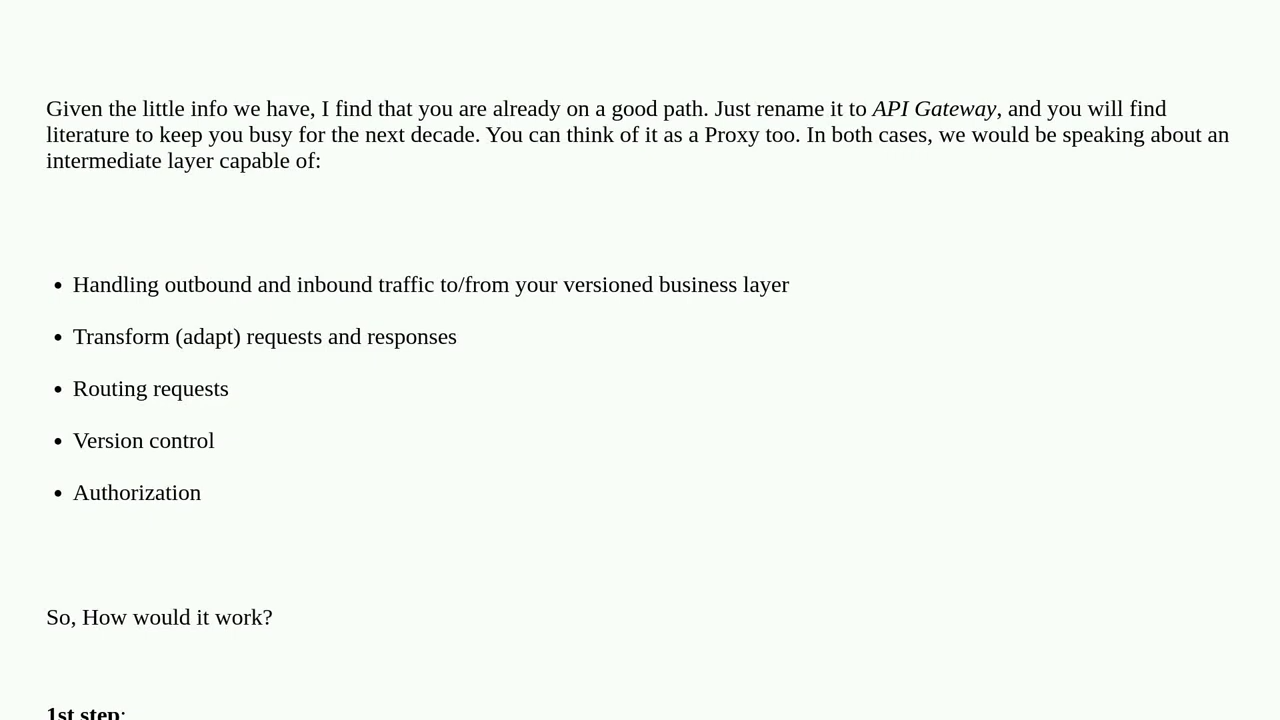 Given the little info we have, I find that you are already on a good path. Just rename it to API Gateway, and you will find
literature to keep you busy for the next decade. You can think of it as a Proxy too. In both cases, we would be speaking about an
intermediate layer capable of:
• Handling outbound and inbound traffic to/from your versioned business layer
• Transform (adapt) requests and responses
• Routing requests
• Version control
• Authorization
So, How would it work?
1st step: